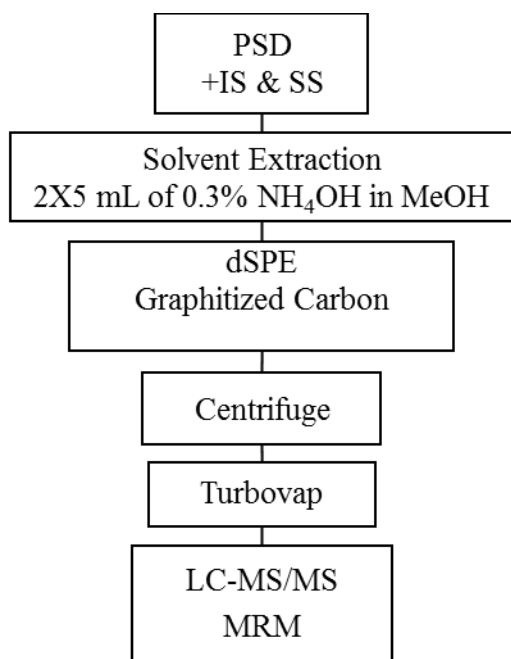 PSD
+IS & SS
Solvent Extraction
2X5 mL of 0.3% NH₄OH in MeOH
dSPE
Graphitized Carbon
Centrifuge
Turbovap
LC-MS/MS
MRM